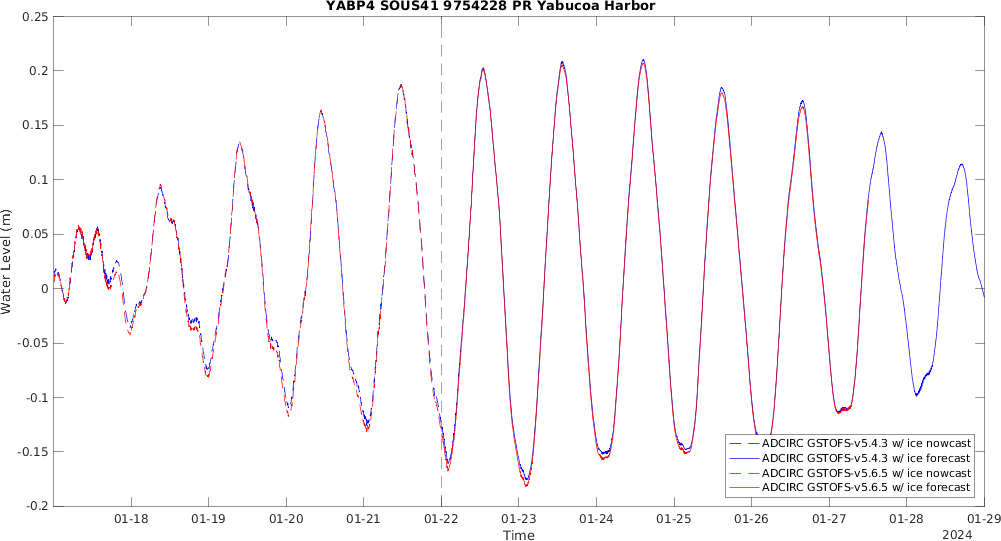 YABP4 SOUS41 9754228 PR Yabucoa Harbor
0.25
0.2
0.15
0.1
0.05
0
-0.05
-0.1
-0.15
-0.2
Water Level (m)
ADCIRC GSTOFS-v5.4.3 w/ ice nowcast
ADCIRC GSTOFS-v5.4.3 w/ ice forecast
ADCIRC GSTOFS-v5.6.5 w/ ice nowcast
ADCIRC GSTOFS-v5.6.5 w/ ice forecast
01-18 01-19 01-20 01-21 01-22 01-23 01-24 01-25 01-26 01-27 01-28 01-29
Time
2024